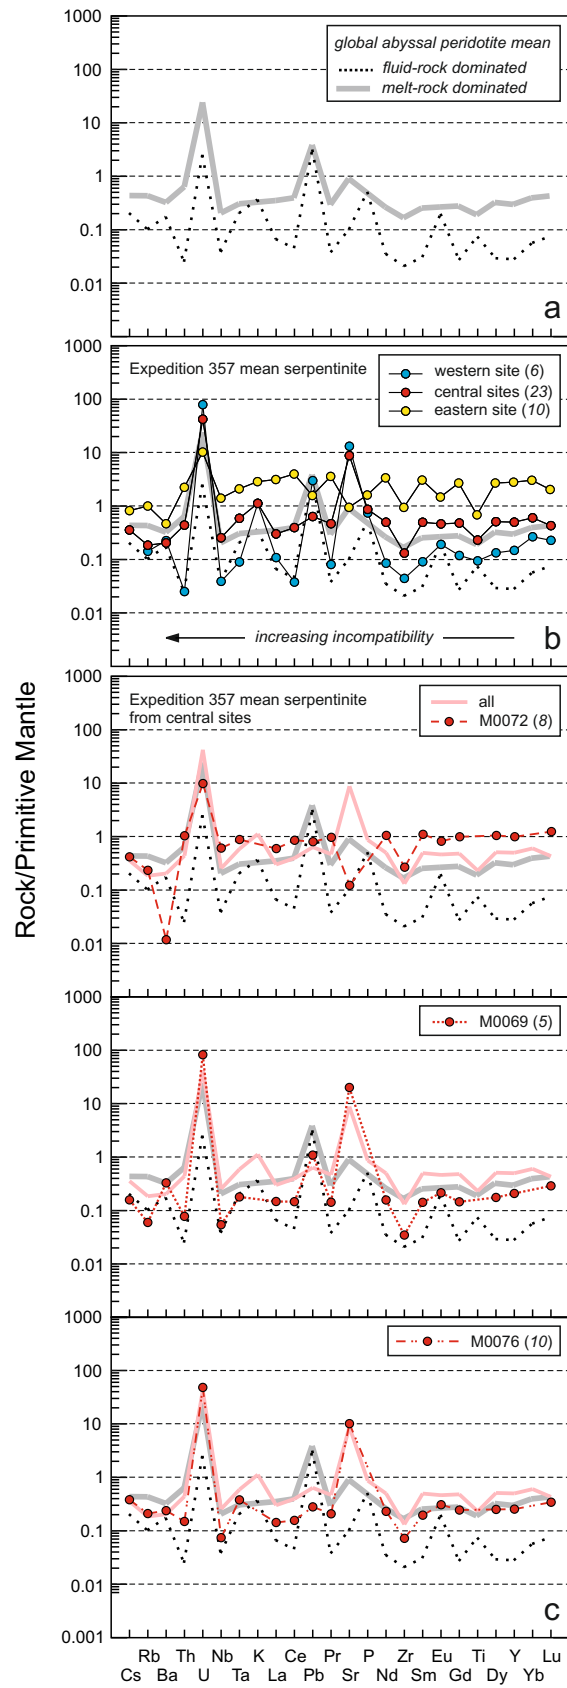 1000
100
10
1
0.1
0.01
global abyssal peridotite mean
fluid-rock dominated
melt-rock dominated
a
1000
100
10
1
0.1
0.01
Expedition 357 mean serpentinite
western site (6)
central sites (23)
eastern site (10)
increasing incompatibility
b
Rock/Primitive Mantle
1000
100
10
1
0.1
0.01
Expedition 357 mean serpentinite
from central sites
all
M0072 (8)
1000
100
10
1
0.1
0.01
M0069 (5)
1000
100
10
1
0.1
0.01
0.001
M0076 (10)
c
Rb Th Nb K Ce Pr P Zr Eu Ti Y Lu
Cs Ba U Ta La Pb Sr Nd Sm Gd Dy Yb